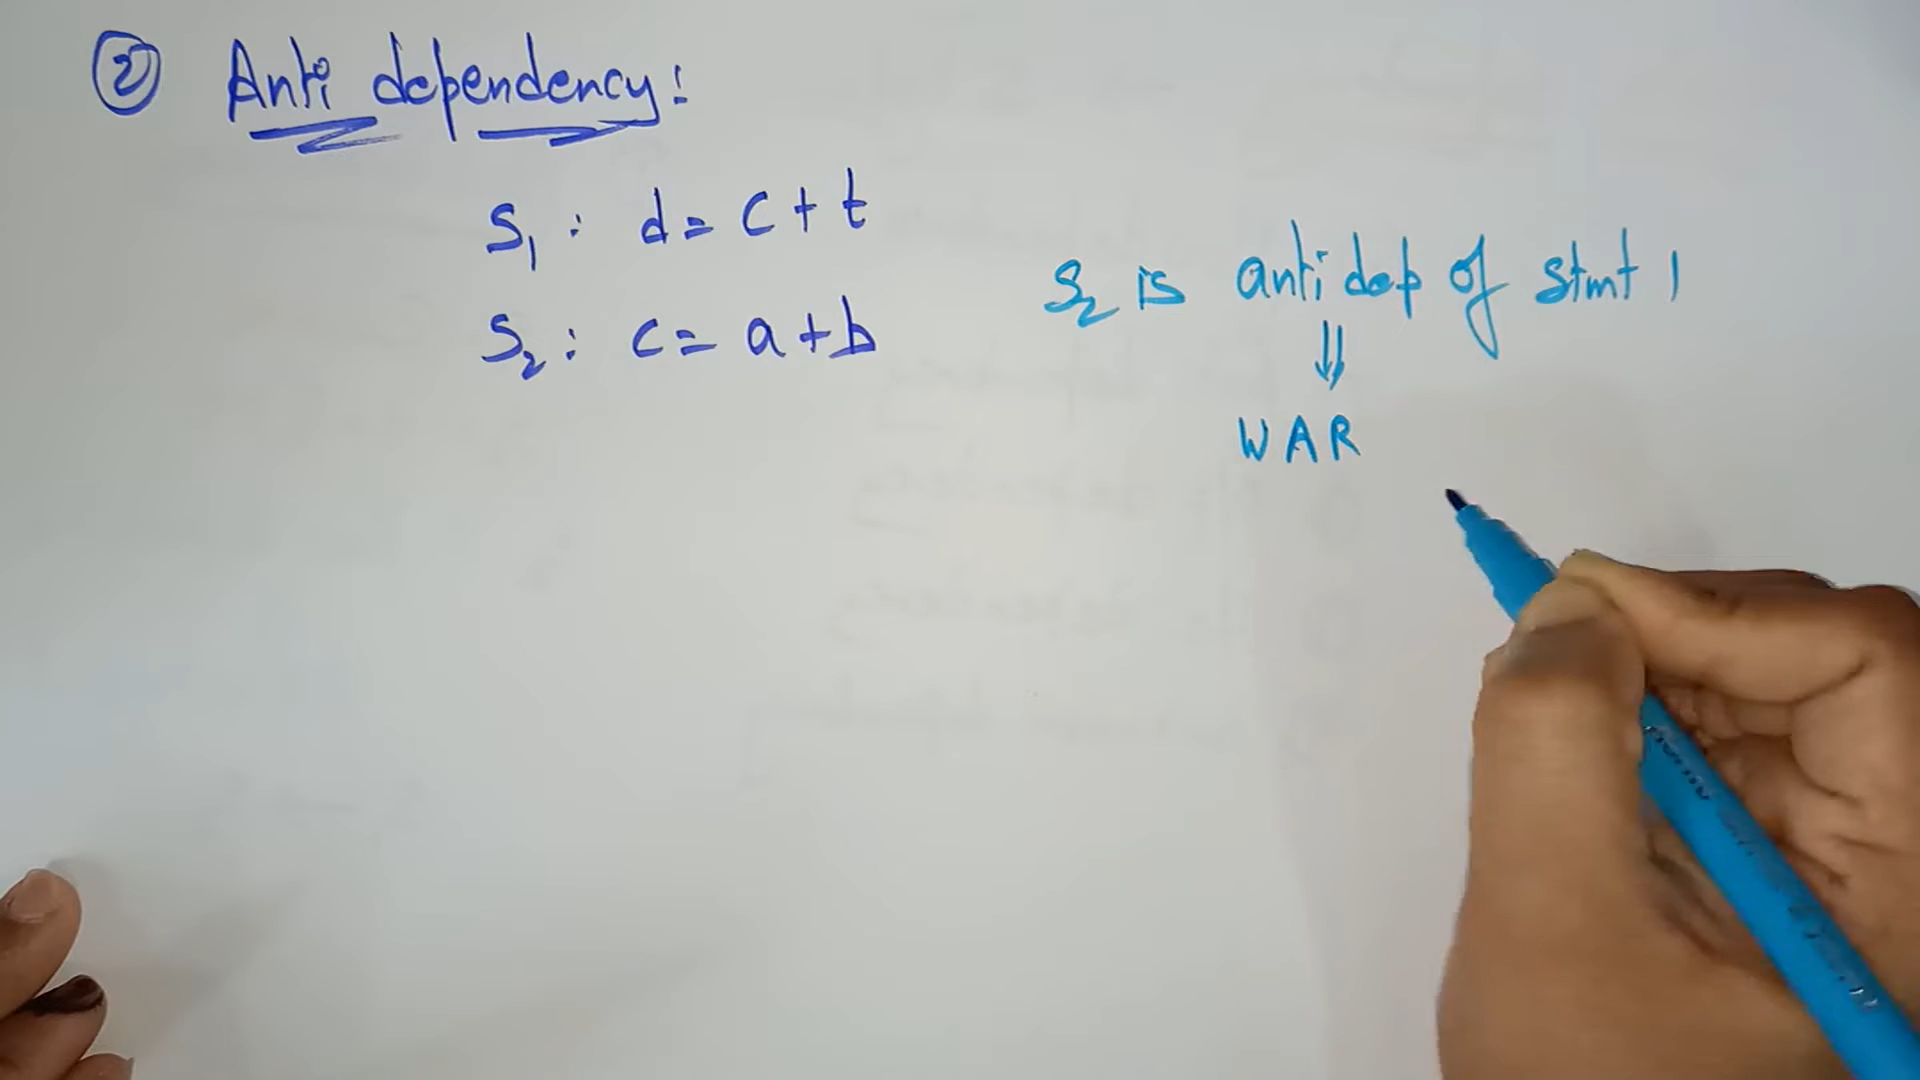 ② Anti dependency:
S1 : d = c + t
S2 : c = a + b
S2 is anti dep of stmt 1
⇓
WAR